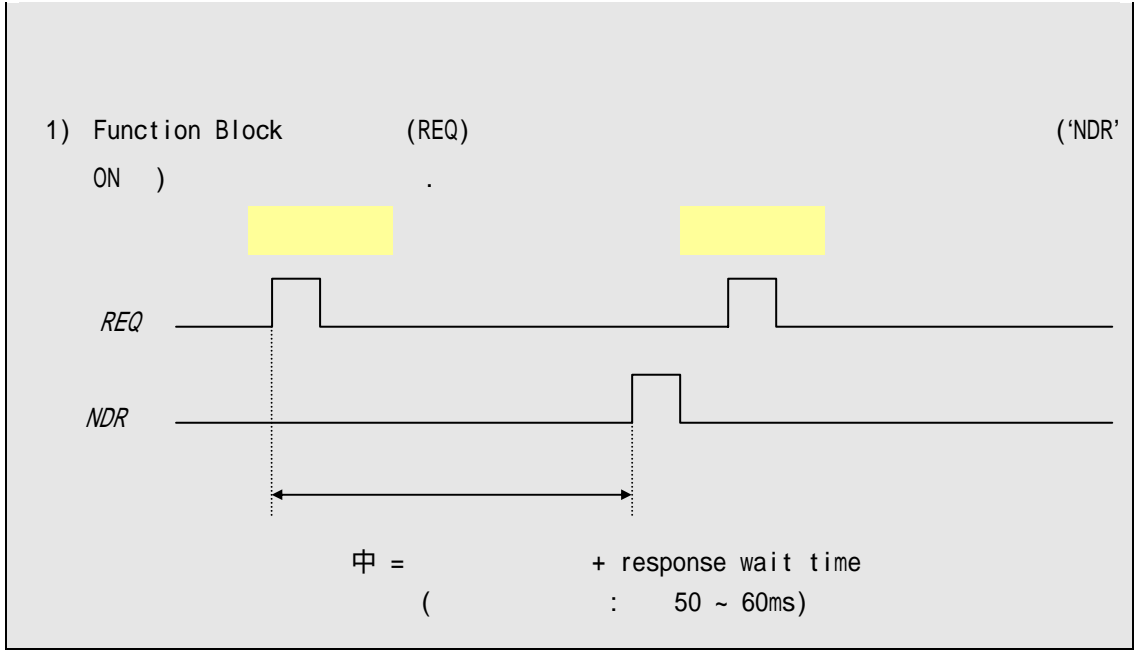 1) Function Block (REQ) ('NDR'
ON ) .
REQ
NDR
中 = + response wait time
( : 50 ~ 60ms)